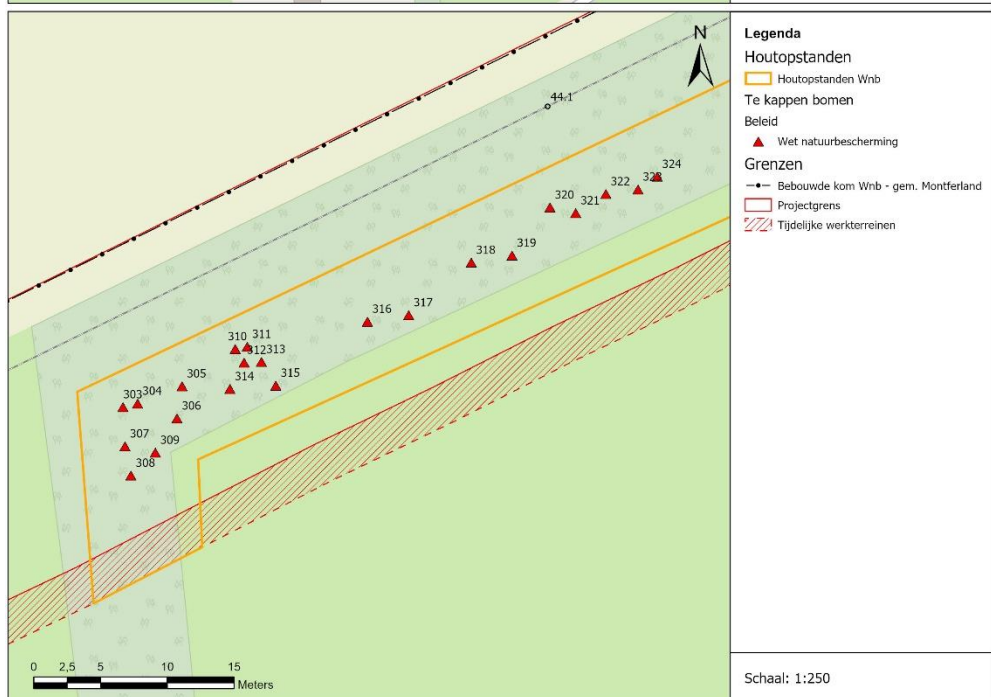 N
44.1
324
323
322
320
321
319
318
317
316
311
310
312 313
305
314
315
304
303
306
307
309
308
0 2,5 5 10 15
Meters
Legenda
Houtopstanden
Houtopstanden Wnb
Te kappen bomen
Beleid
Wet natuurbescherming
Grenzen
Bebouwde kom Wnb - gem. Montferland
Projectgrens
Tijdelijke werkterreinen
Schaal: 1:250